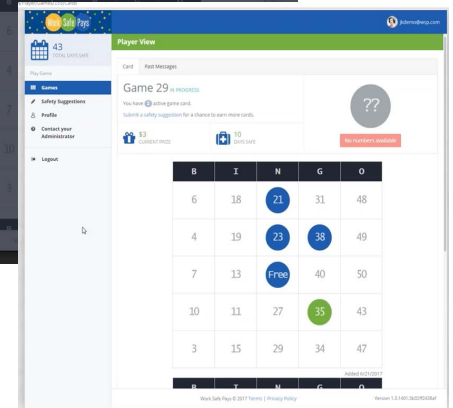 Work Safe Pays
jkdemo@wsp.com
43
TOTAL DAYS SAFE
Player View
Play Game
Games
Safety Suggestions
Profile
Contact your
Administrator
Logout
Card Past Messages
Game 29 IN PROGRESS
You have 1 active game card.
Submit a safety suggestion for a chance to earn more cards.
$3
CURRENT PRIZE
10
DAYS SAFE
??
No numbers available
B I N G O
6 18 21 31 48
4 19 23 38 49
7 13 Free 40 50
10 11 27 35 43
3 15 29 34 47
Added 6/21/2017
B I N G O
Work Safe Pays © 2017 Terms | Privacy Policy